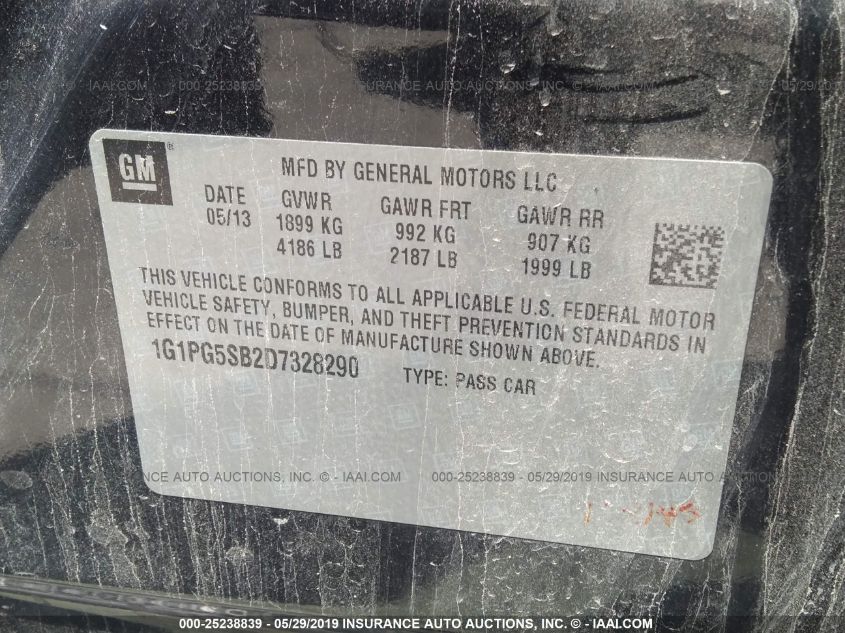 GM ®
MFD BY GENERAL MOTORS LLC
DATE GVWR GAWR FRT GAWR RR
05/13 1899 KG 992 KG 907 KG
4186 LB 2187 LB 1999 LB
THIS VEHICLE CONFORMS TO ALL APPLICABLE U.S. FEDERAL MOTOR
VEHICLE SAFETY, BUMPER, AND THEFT PREVENTION STANDARDS IN
EFFECT ON THE DATE OF MANUFACTURE SHOWN ABOVE.
1G1PG5SB2D7328290 TYPE: PASS CAR
INSURANCE AUTO AUCTIONS, INC. © - IAAI.COM 000-25238839 - 05/29/2019 INSURANCE AUTO AUCTIONS
000-25238839 - 05/29/2019 INSURANCE AUTO AUCTIONS, INC. © - IAAI.COM